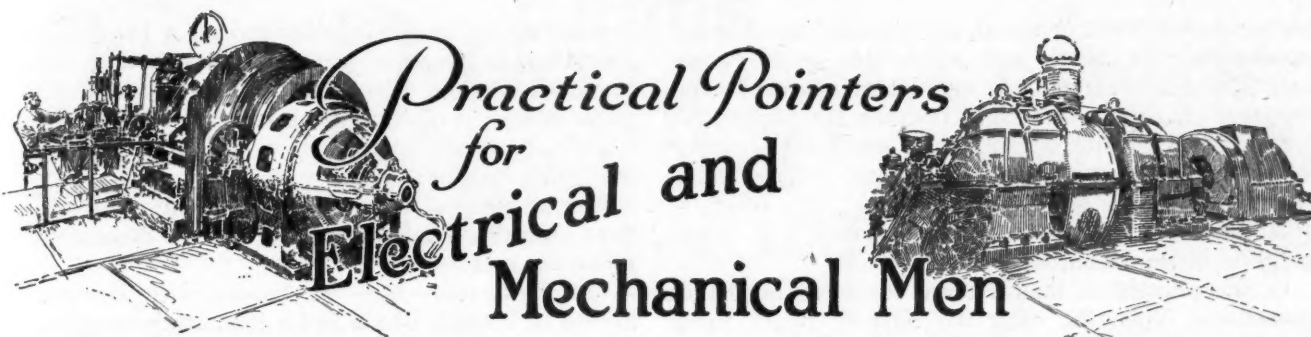 Practical Pointers
for
Electrical and
Mechanical Men